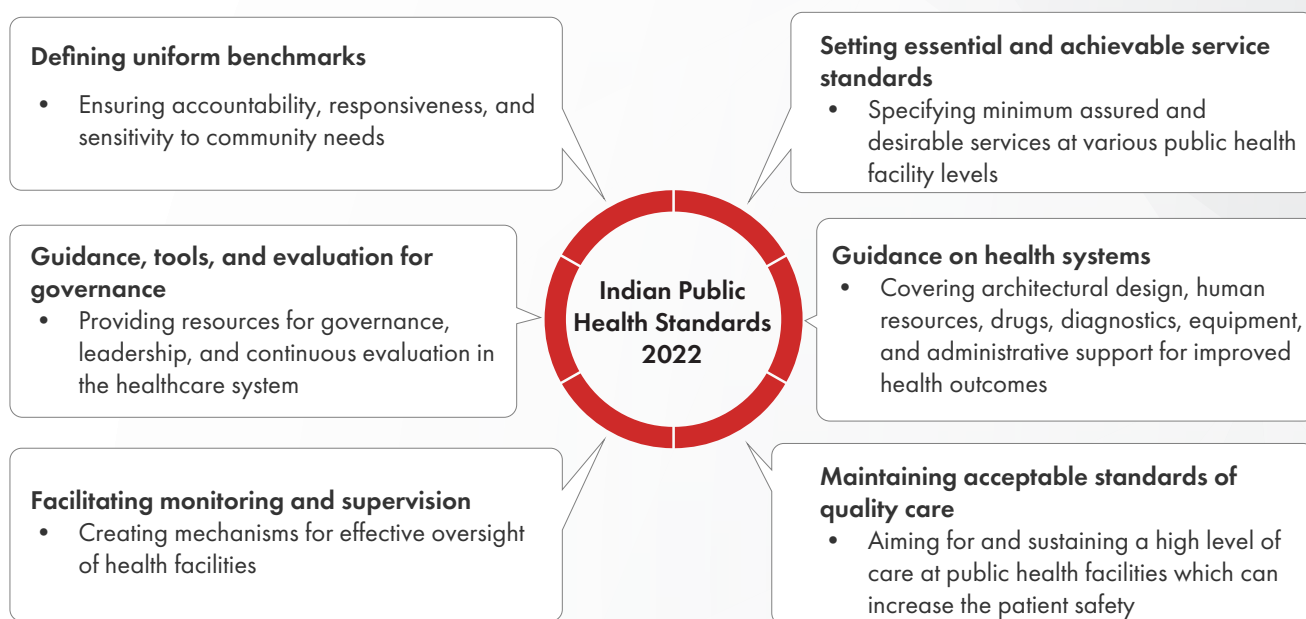 Defining uniform benchmarks
• Ensuring accountability, responsiveness, and
sensitivity to community needs
Guidance, tools, and evaluation for
governance
• Providing resources for governance,
leadership, and continuous evaluation in
the healthcare system
Facilitating monitoring and supervision
• Creating mechanisms for effective oversight
of health facilities
Indian Public
Health Standards
2022
Setting essential and achievable service
standards
• Specifying minimum assured and
desirable services at various public health
facility levels
Guidance on health systems
• Covering architectural design, human
resources, drugs, diagnostics, equipment,
and administrative support for improved
health outcomes
Maintaining acceptable standards of
quality care
• Aiming for and sustaining a high level of
care at public health facilities which can
increase the patient safety